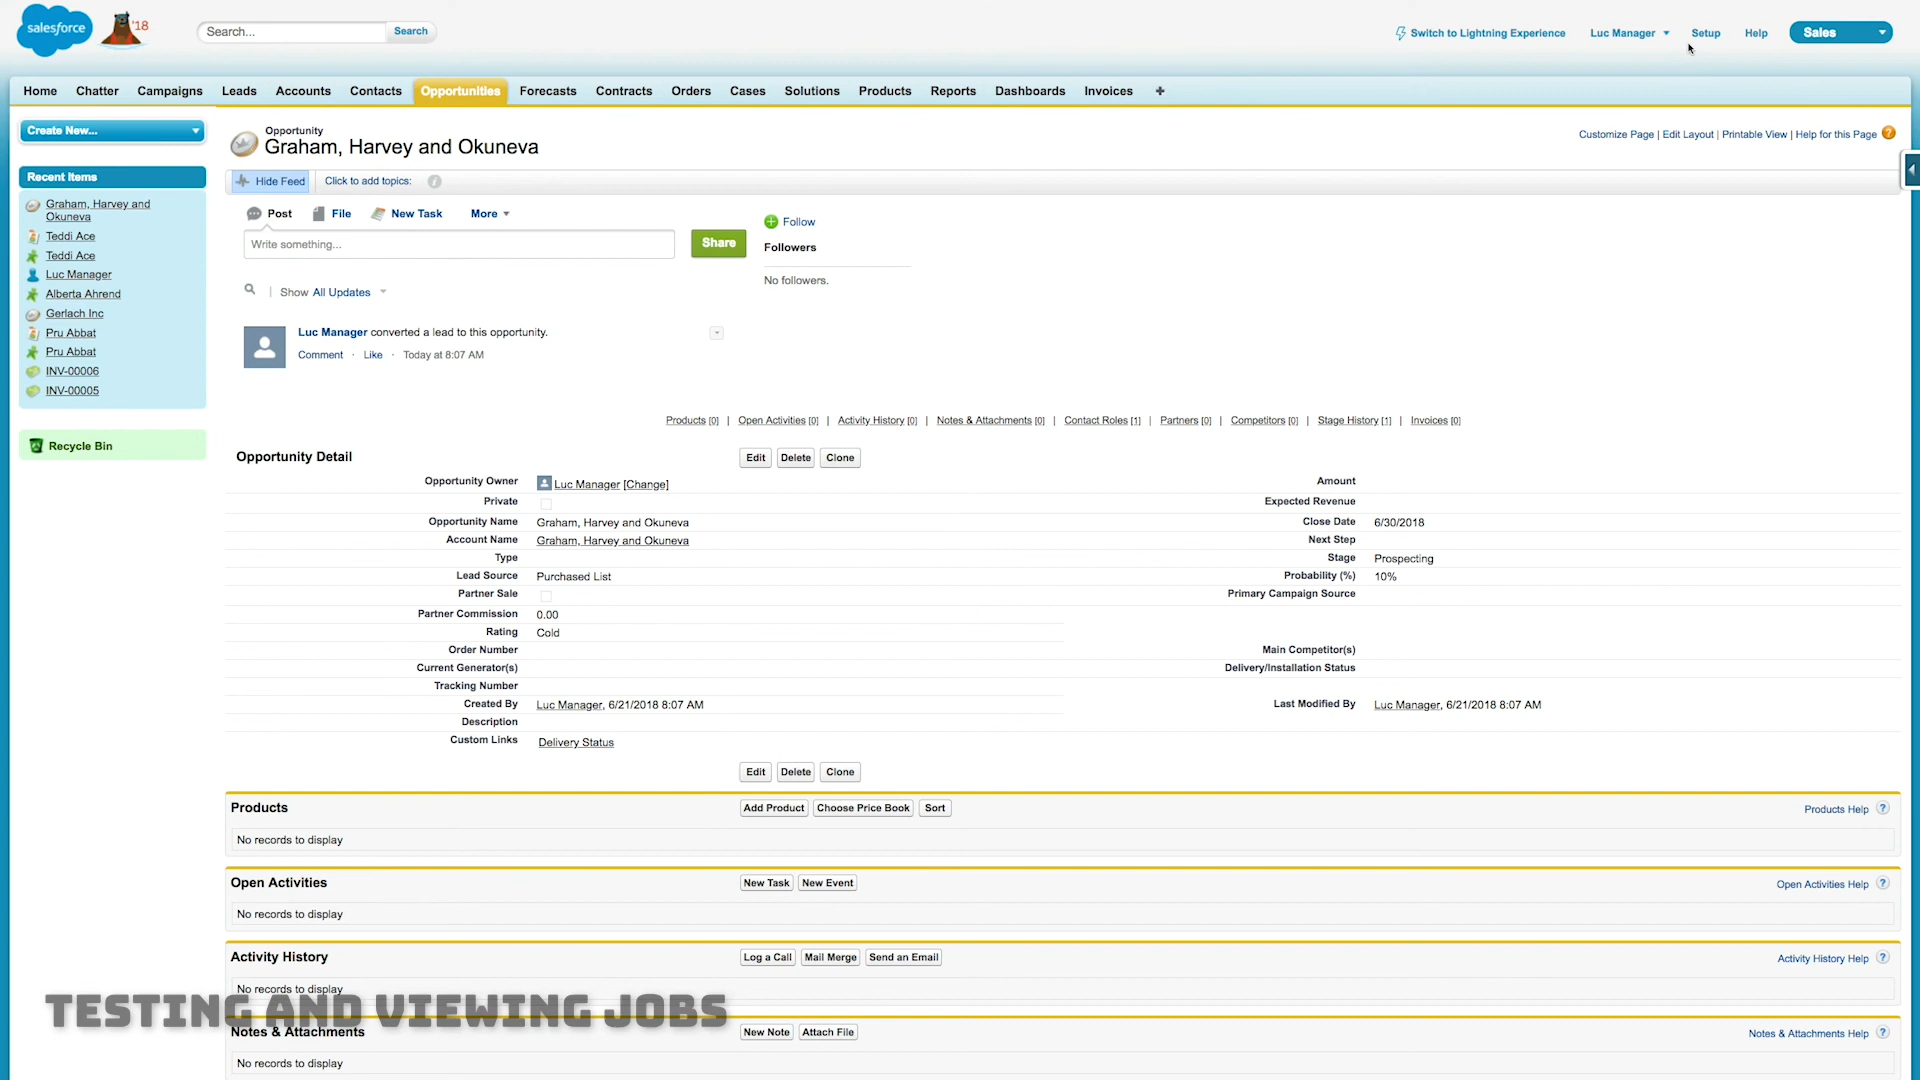 salesforce
'18
Search...
Search
Switch to Lightning Experience
Luc Manager
Setup
Help
Sales
Home
Chatter
Campaigns
Leads
Accounts
Contacts
Opportunities
Forecasts
Contracts
Orders
Cases
Solutions
Products
Reports
Dashboards
Invoices
+
Create New...
Recent Items
Graham, Harvey and
Okuneva
Teddi Ace
Teddi Ace
Luc Manager
Alberta Ahrend
Gerlach Inc
Pru Abbat
Pru Abbat
INV-00006
INV-00005
Recycle Bin
Opportunity
Graham, Harvey and Okuneva
Customize Page | Edit Layout | Printable View | Help for this Page
Hide Feed
Click to add topics:
Post
File
New Task
More
Write something...
Share
Follow
Followers
No followers.
Show All Updates
Luc Manager converted a lead to this opportunity.
Comment · Like · Today at 8:07 AM
Products [0] | Open Activities [0] | Activity History [0] | Notes & Attachments [0] | Contact Roles [1] | Partners [0] | Competitors [0] | Stage History [1] | Invoices [0]
Opportunity Detail
Edit
Delete
Clone
Opportunity Owner Luc Manager [Change]
Amount
Private
Expected Revenue
Opportunity Name Graham, Harvey and Okuneva
Close Date 6/30/2018
Account Name Graham, Harvey and Okuneva
Next Step
Type
Stage Prospecting
Lead Source Purchased List
Probability (%) 10%
Partner Sale
Primary Campaign Source
Partner Commission 0.00
Rating Cold
Order Number
Main Competitor(s)
Current Generator(s)
Delivery/Installation Status
Tracking Number
Created By Luc Manager, 6/21/2018 8:07 AM
Last Modified By Luc Manager, 6/21/2018 8:07 AM
Description
Custom Links Delivery Status
Edit
Delete
Clone
Products
Add Product
Choose Price Book
Sort
Products Help ?
No records to display
Open Activities
New Task
New Event
Open Activities Help ?
No records to display
Activity History
Log a Call
Mail Merge
Send an Email
Activity History Help ?
No records to display
TESTING AND VIEWING JOBS
Notes & Attachments
New Note
Attach File
Notes & Attachments Help ?
No records to display